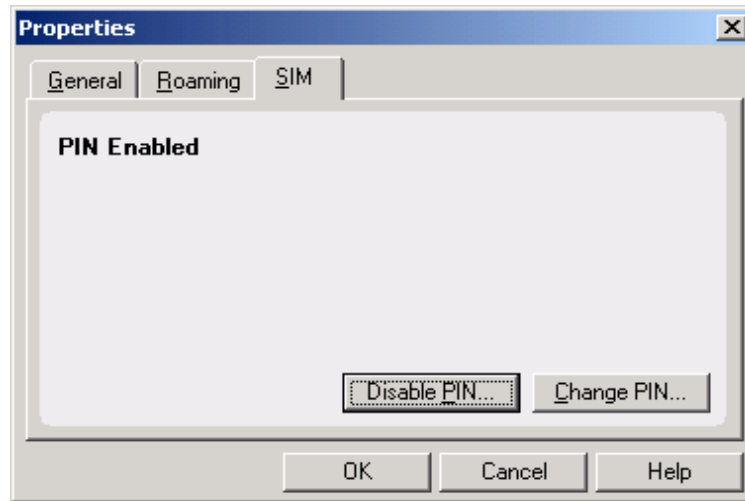 Properties
General Roaming SIM
PIN Enabled
Disable PIN... Change PIN...
OK Cancel Help